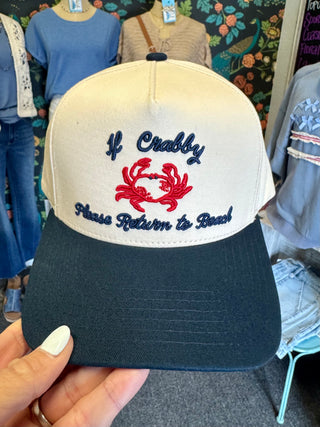 If Crabby
Please Return to Beach